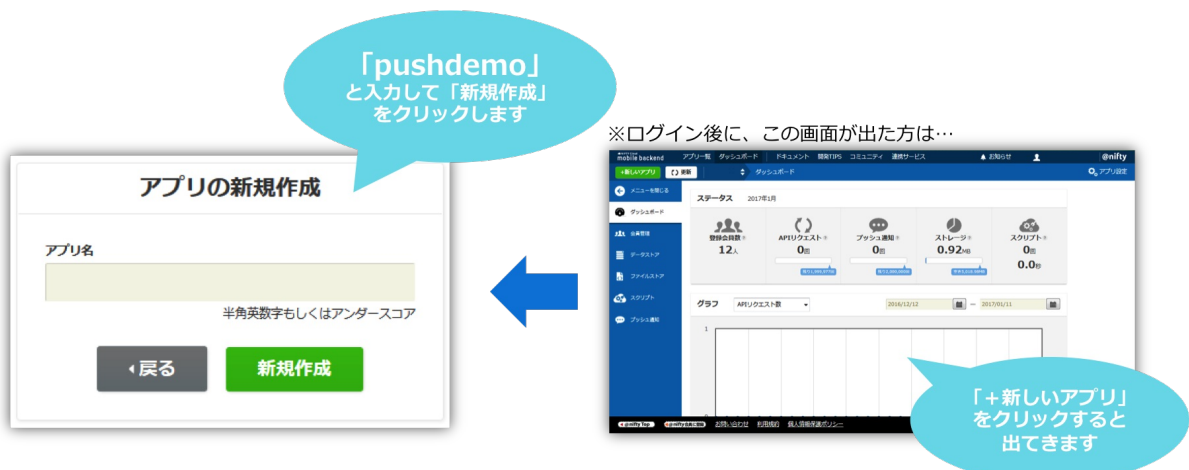 「pushdemo」
と入力して「新規作成」
をクリックします
アプリの新規作成
アプリ名
半角英数字もしくはアンダースコア
戻る
新規作成
※ログイン後に、この画面が出た方は…
mobile backend アプリ一覧 ダッシュボード ドキュメント 開発TIPS コミュニティ 連携サービス お知らせ @nifty
+新しいアプリ 更新 ダッシュボード アプリ設定
メニューを閉じる
ダッシュボード
会員管理
データストア
ファイルストア
スクリプト
プッシュ通知
ステータス 2017年1月
登録会員数 APIリクエスト プッシュ通知 ストレージ スクリプト
12人 0回 0回 0.92MB 0回
0.0秒
グラフ APIリクエスト数 2016/12/12 ー 2017/01/11
1
0
@nifty Top お問い合わせ 利用規約 個人情報保護ポリシー
「+新しいアプリ」
をクリックすると
出てきます